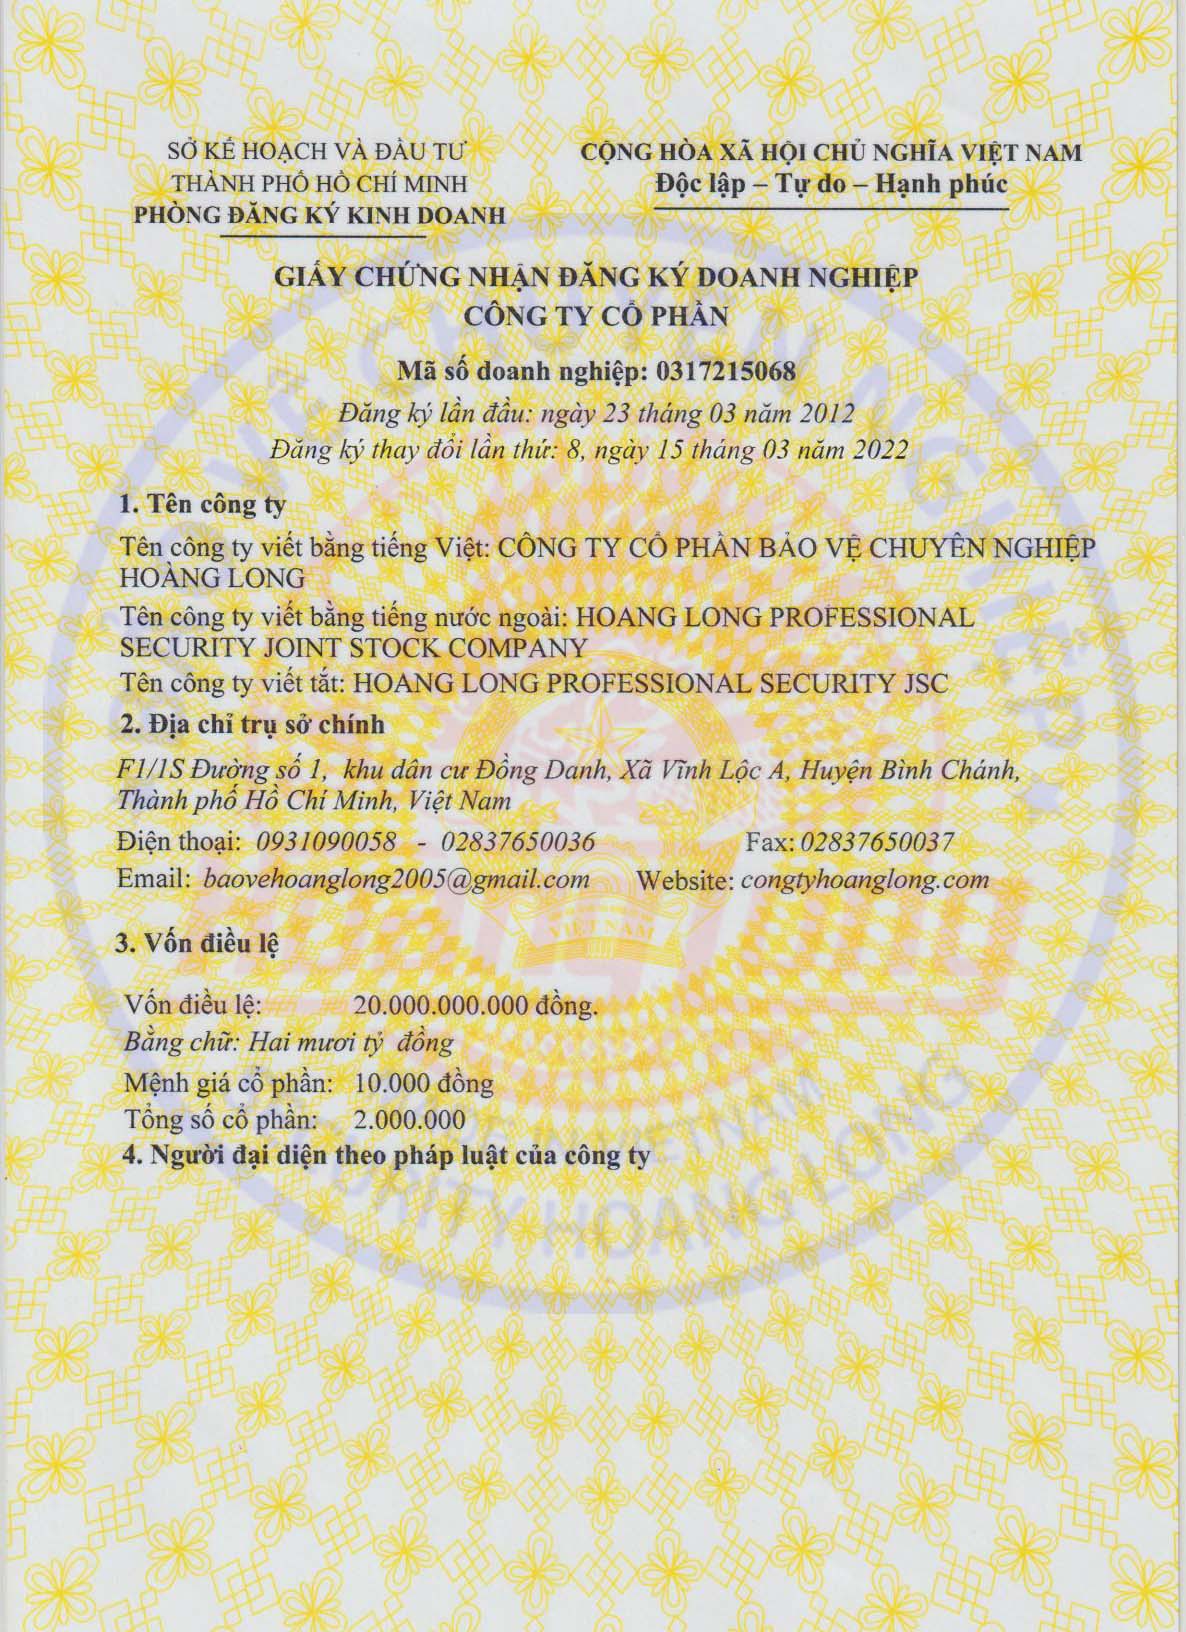 SỞ KẾ HOẠCH VÀ ĐẦU TƯ
THÀNH PHỐ HỒ CHÍ MINH
PHÒNG ĐĂNG KÝ KINH DOANH
CỘNG HÒA XÃ HỘI CHỦ NGHĨA VIỆT NAM
Độc lập – Tự do – Hạnh phúc
GIẤY CHỨNG NHẬN ĐĂNG KÝ DOANH NGHIỆP
CÔNG TY CỔ PHẦN
Mã số doanh nghiệp: 0317215068
Đăng ký lần đầu: ngày 23 tháng 03 năm 2012
Đăng ký thay đổi lần thứ: 8, ngày 15 tháng 03 năm 2022
1. Tên công ty
Tên công ty viết bằng tiếng Việt: CÔNG TY CỔ PHẦN BẢO VỆ CHUYÊN NGHIỆP
HOÀNG LONG
Tên công ty viết bằng tiếng nước ngoài: HOANG LONG PROFESSIONAL
SECURITY JOINT STOCK COMPANY
Tên công ty viết tắt: HOANG LONG PROFESSIONAL SECURITY JSC
2. Địa chỉ trụ sở chính
F1/1S Đường số 1, khu dân cư Đồng Danh, Xã Vĩnh Lộc A, Huyện Bình Chánh,
Thành phố Hồ Chí Minh, Việt Nam
Điện thoại: 0931090058 - 02837650036 Fax: 02837650037
Email: baovehoanglong2005@gmail.com Website: congtyhoanglong.com
3. Vốn điều lệ
Vốn điều lệ: 20.000.000.000 đồng.
Bằng chữ: Hai mươi tỷ đồng
Mệnh giá cổ phần: 10.000 đồng
Tổng số cổ phần: 2.000.000
4. Người đại diện theo pháp luật của công ty